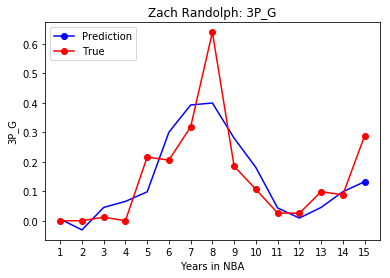 Zach Randolph: 3P_G
Prediction
True
3P_G
0.6
0.5
0.4
0.3
0.2
0.1
0.0
1 2 3 4 5 6 7 8 9 10 11 12 13 14 15
Years in NBA